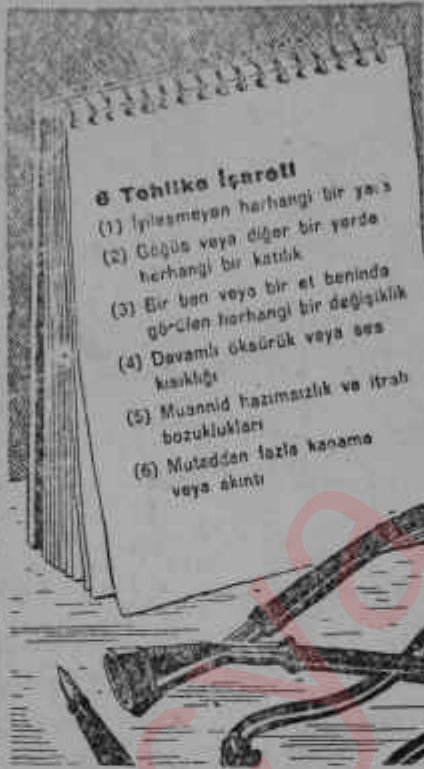 6 Tehlike İşareti
(1) İyileşmeyen herhangi bir yara
(2) Göğüs veya diğer bir yerde
herhangi bir katılık
(3) Bir ben veya bir et beninde
görülen herhangi bir değişiklik
(4) Devamlı öksürük veya ses
kısıklığı
(5) Muannid hazımsızlık ve itrah
bozuklukları
(6) Mutaddan fazla kanama
veya akıntı